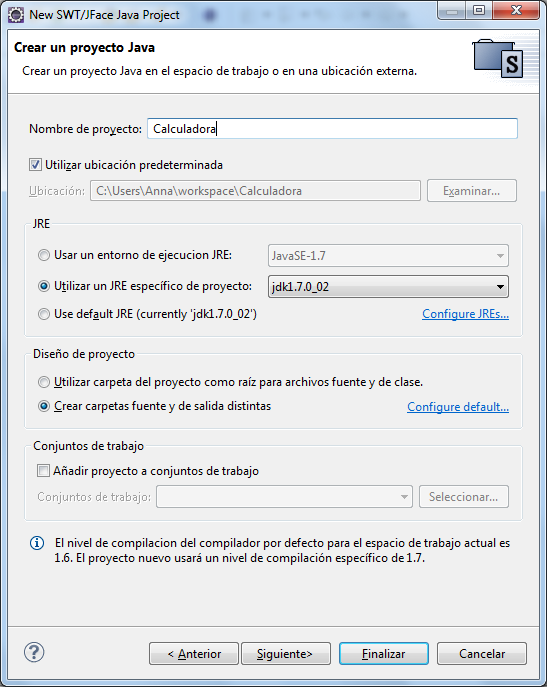 New SWT/JFace Java Project
Crear un proyecto Java
Crear un proyecto Java en el espacio de trabajo o en una ubicación externa.
S
Nombre de proyecto: Calculadora
Utilizar ubicación predeterminada
Ubicación: C:\Users\Anna\workspace\Calculadora Examinar...
JRE
Usar un entorno de ejecucion JRE: JavaSE-1.7
Utilizar un JRE específico de proyecto: jdk1.7.0_02
Use default JRE (currently 'jdk1.7.0_02') Configure JREs...
Diseño de proyecto
Utilizar carpeta del proyecto como raíz para archivos fuente y de clase.
Crear carpetas fuente y de salida distintas Configure default...
Conjuntos de trabajo
Añadir proyecto a conjuntos de trabajo
Conjuntos de trabajo: Seleccionar...
El nivel de compilacion del compilador por defecto para el espacio de trabajo actual es
1.6. El proyecto nuevo usará un nivel de compilación específico de 1.7.
? < Anterior Siguiente> Finalizar Cancelar